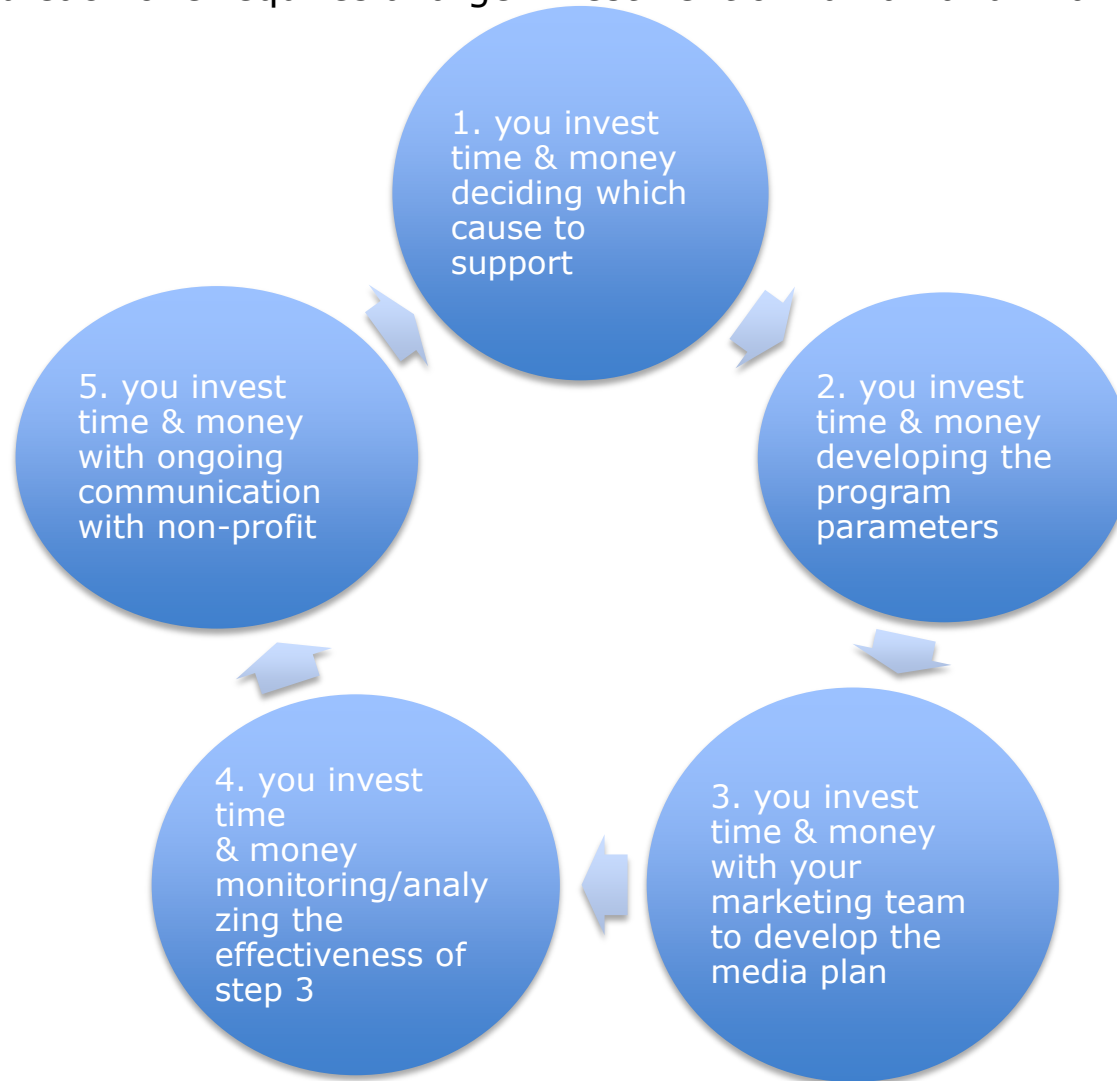 requires a large
1. you invest
time & money
deciding which
cause to
support
2. you invest
time & money
developing the
program
parameters
3. you invest
time & money
with your
marketing team
to develop the
media plan
4. you invest
time
& money
monitoring/analy
zing the
effectiveness of
step 3
5. you invest
time & money
with ongoing
communication
with non-profit